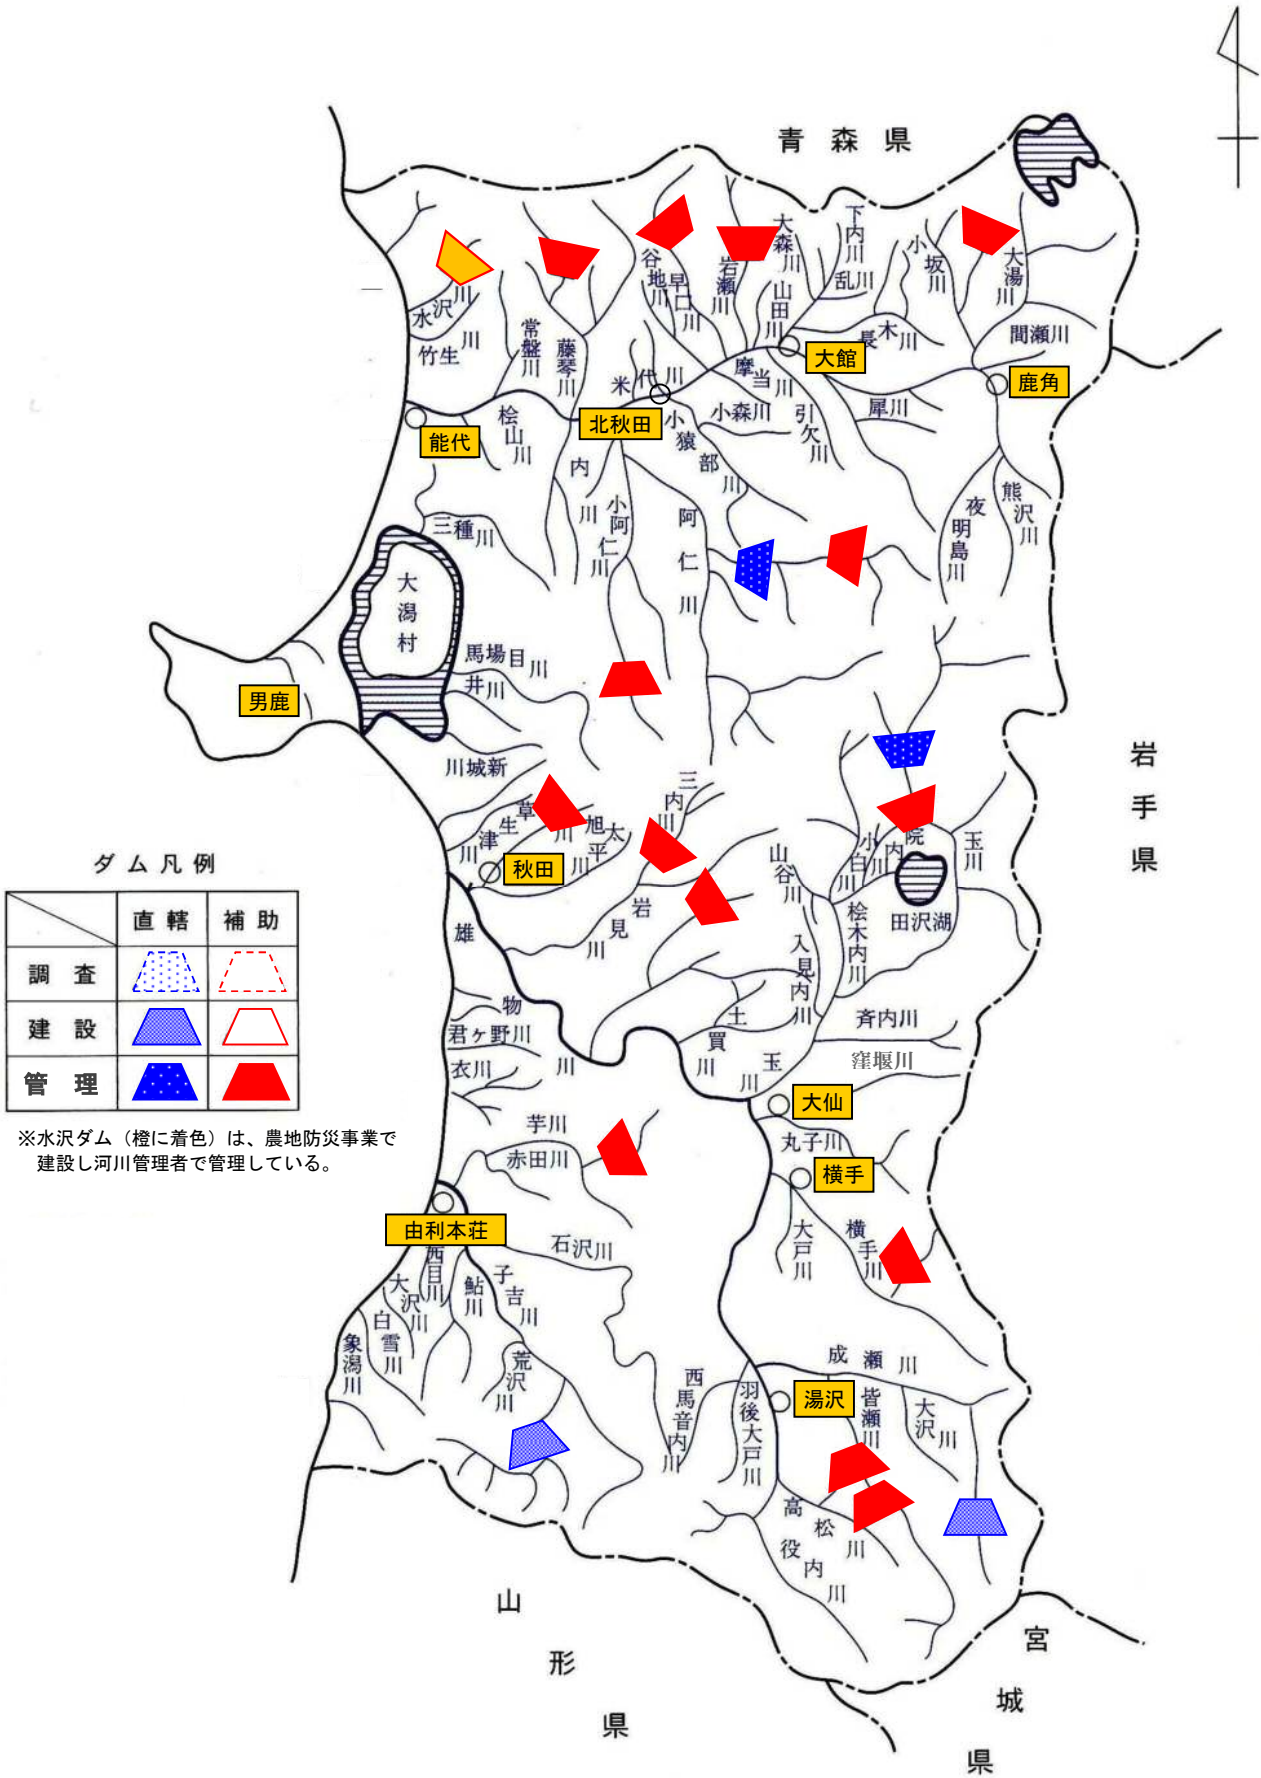 青森県
大森川
下内川
乱川
小坂川
大湯川
谷地川
早口川
岩瀬川
山田川
水沢川
竹生川
常盤川
藤琴川
米代川
摩当川
長木川
間瀬川
大館
鹿角
北秋田
能代
桧山川
小猿部川
小森川
引欠川
犀川
内川
小阿仁川
阿仁川
夜明島川
熊沢川
三種川
大潟村
馬場目川
井川
男鹿
川城新
岩手県
草生津川
旭川
太平川
三内川
秋田
岩見川
山谷川
小白川
院内川
玉川
田沢湖
桧木内川
入見内川
ダム凡例
直轄
補助
調査
建設
管理
※水沢ダム（橙に着色）は、農地防災事業で
建設し河川管理者で管理している。
雄物川
君ヶ野川
衣川
土買川
玉川
斉内川
窪堰川
大仙
丸子川
横手
芋川
赤田川
由利本荘
石沢川
大戸川
横手川
西目川
大沢川
白雪川
象潟川
鮎川
子吉川
荒沢川
西馬音内川
羽後大戸川
成瀬川
湯沢
皆瀬川
大沢川
高松川
役内川
山形県
宮城県